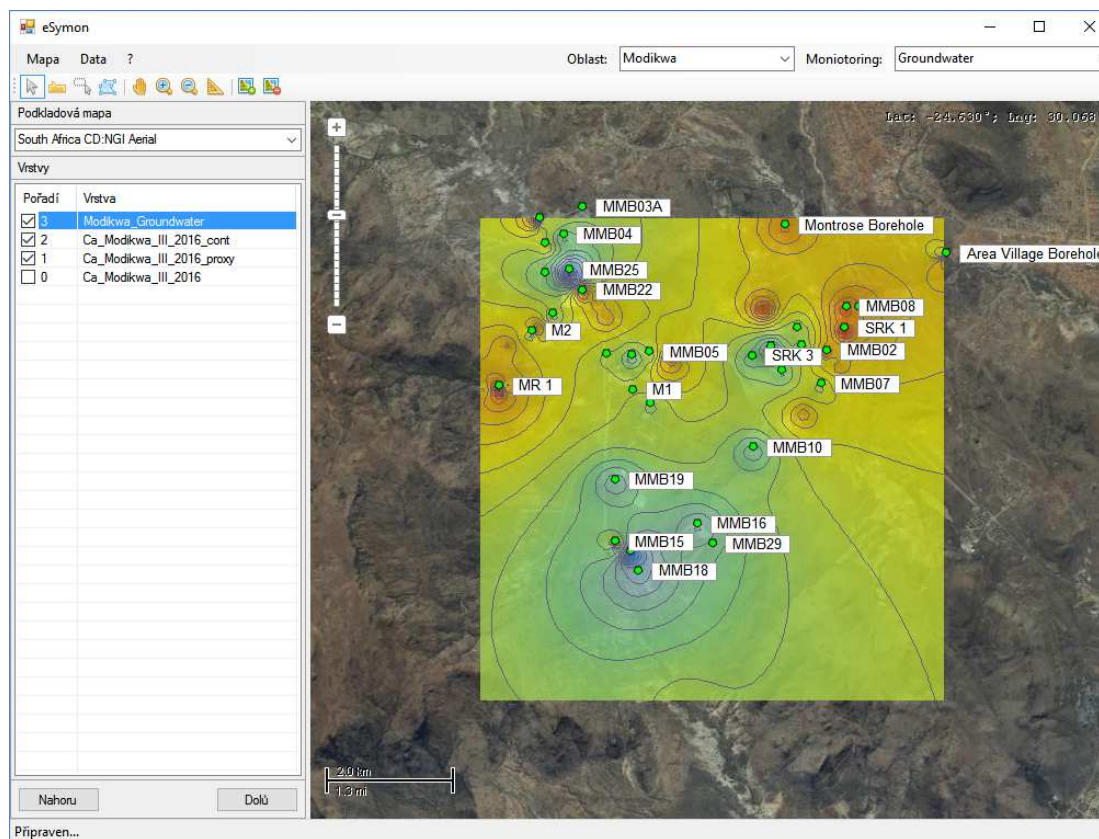 eSymon
Mapa Data ? Oblast: Modikwa Moniotoring: Groundwater
Podkladová mapa
South Africa CD:NGI Aerial
Vrstvy
Pořadí Vrstva
3 Modikwa_Groundwater
2 Ca_Modikwa_III_2016_cont
1 Ca_Modikwa_III_2016_proxy
0 Ca_Modikwa_III_2016
Nahoru Dolů
Připraven...
Lat: -24.630°; Lng: 30.068
MMB03A
Montrose Borehole
MMB04
Area Village Borehole
MMB25
MMB22
MMB08
M2
SRK 1
MMB05
SRK 3
MMB02
MR 1
M1
MMB07
MMB10
MMB19
MMB16
MMB15
MMB29
MMB18
2.0 km
1.3 mi